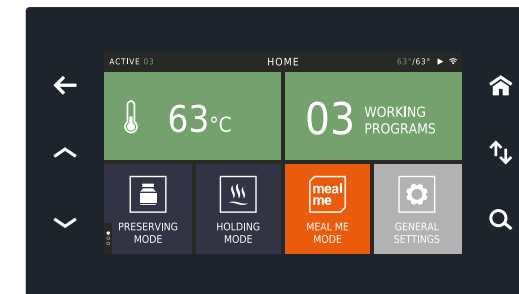 ACTIVE 03
HOME
63°/63°
63°C
03 WORKING
PROGRAMS
PRESERVING
MODE
HOLDING
MODE
meal
me
MEAL ME
MODE
GENERAL
SETTINGS